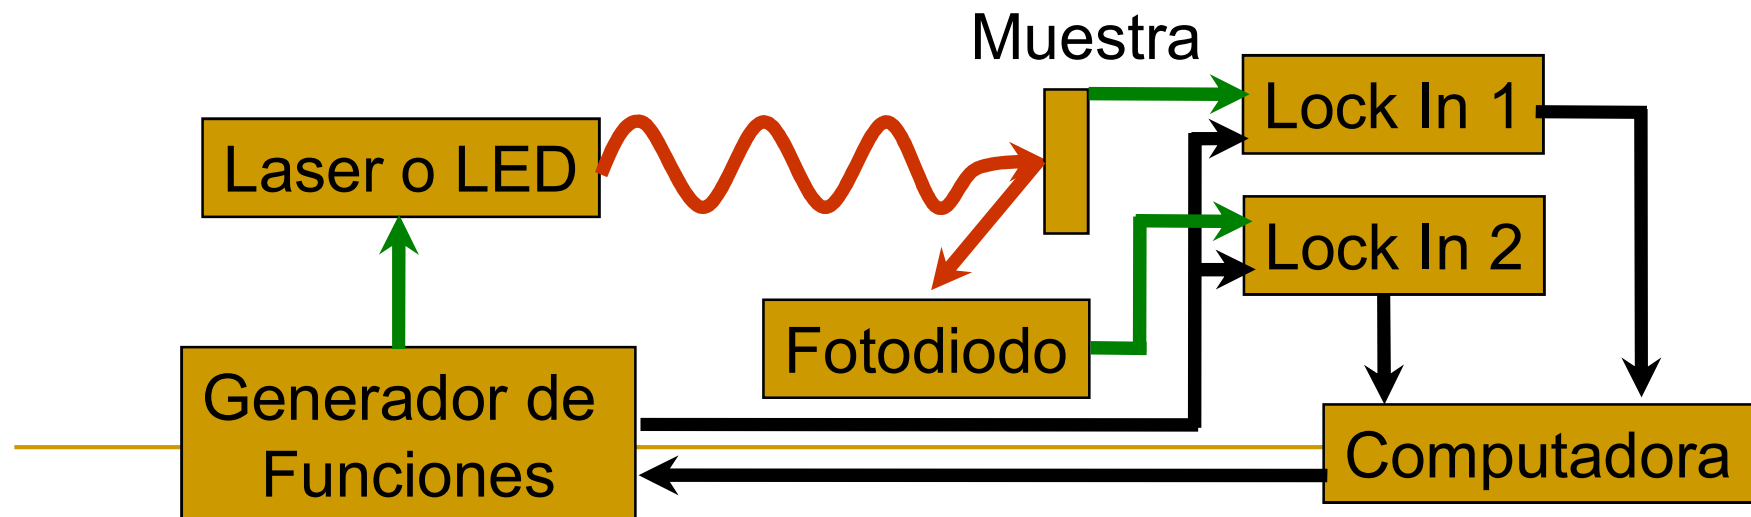 Muestra
Lock In 1
Laser o LED
Lock In 2
Fotodiodo
Generador de
Funciones
Computadora